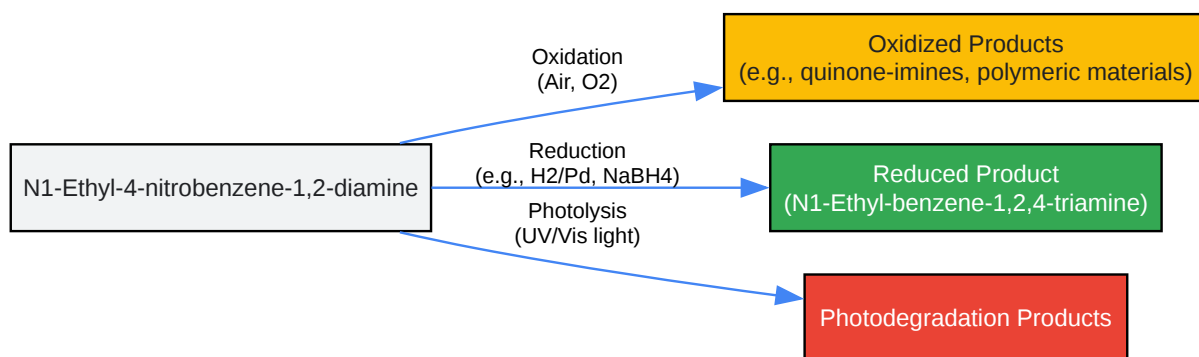 Oxidized Products
(e.g., quinone-imines, polymeric materials)
Oxidation
(Air, O2)
N1-Ethyl-4-nitrobenzene-1,2-diamine
Reduction
(e.g., H2/Pd, NaBH4)
Reduced Product
(N1-Ethyl-benzene-1,2,4-triamine)
Photolysis
(UV/Vis light)
Photodegradation Products